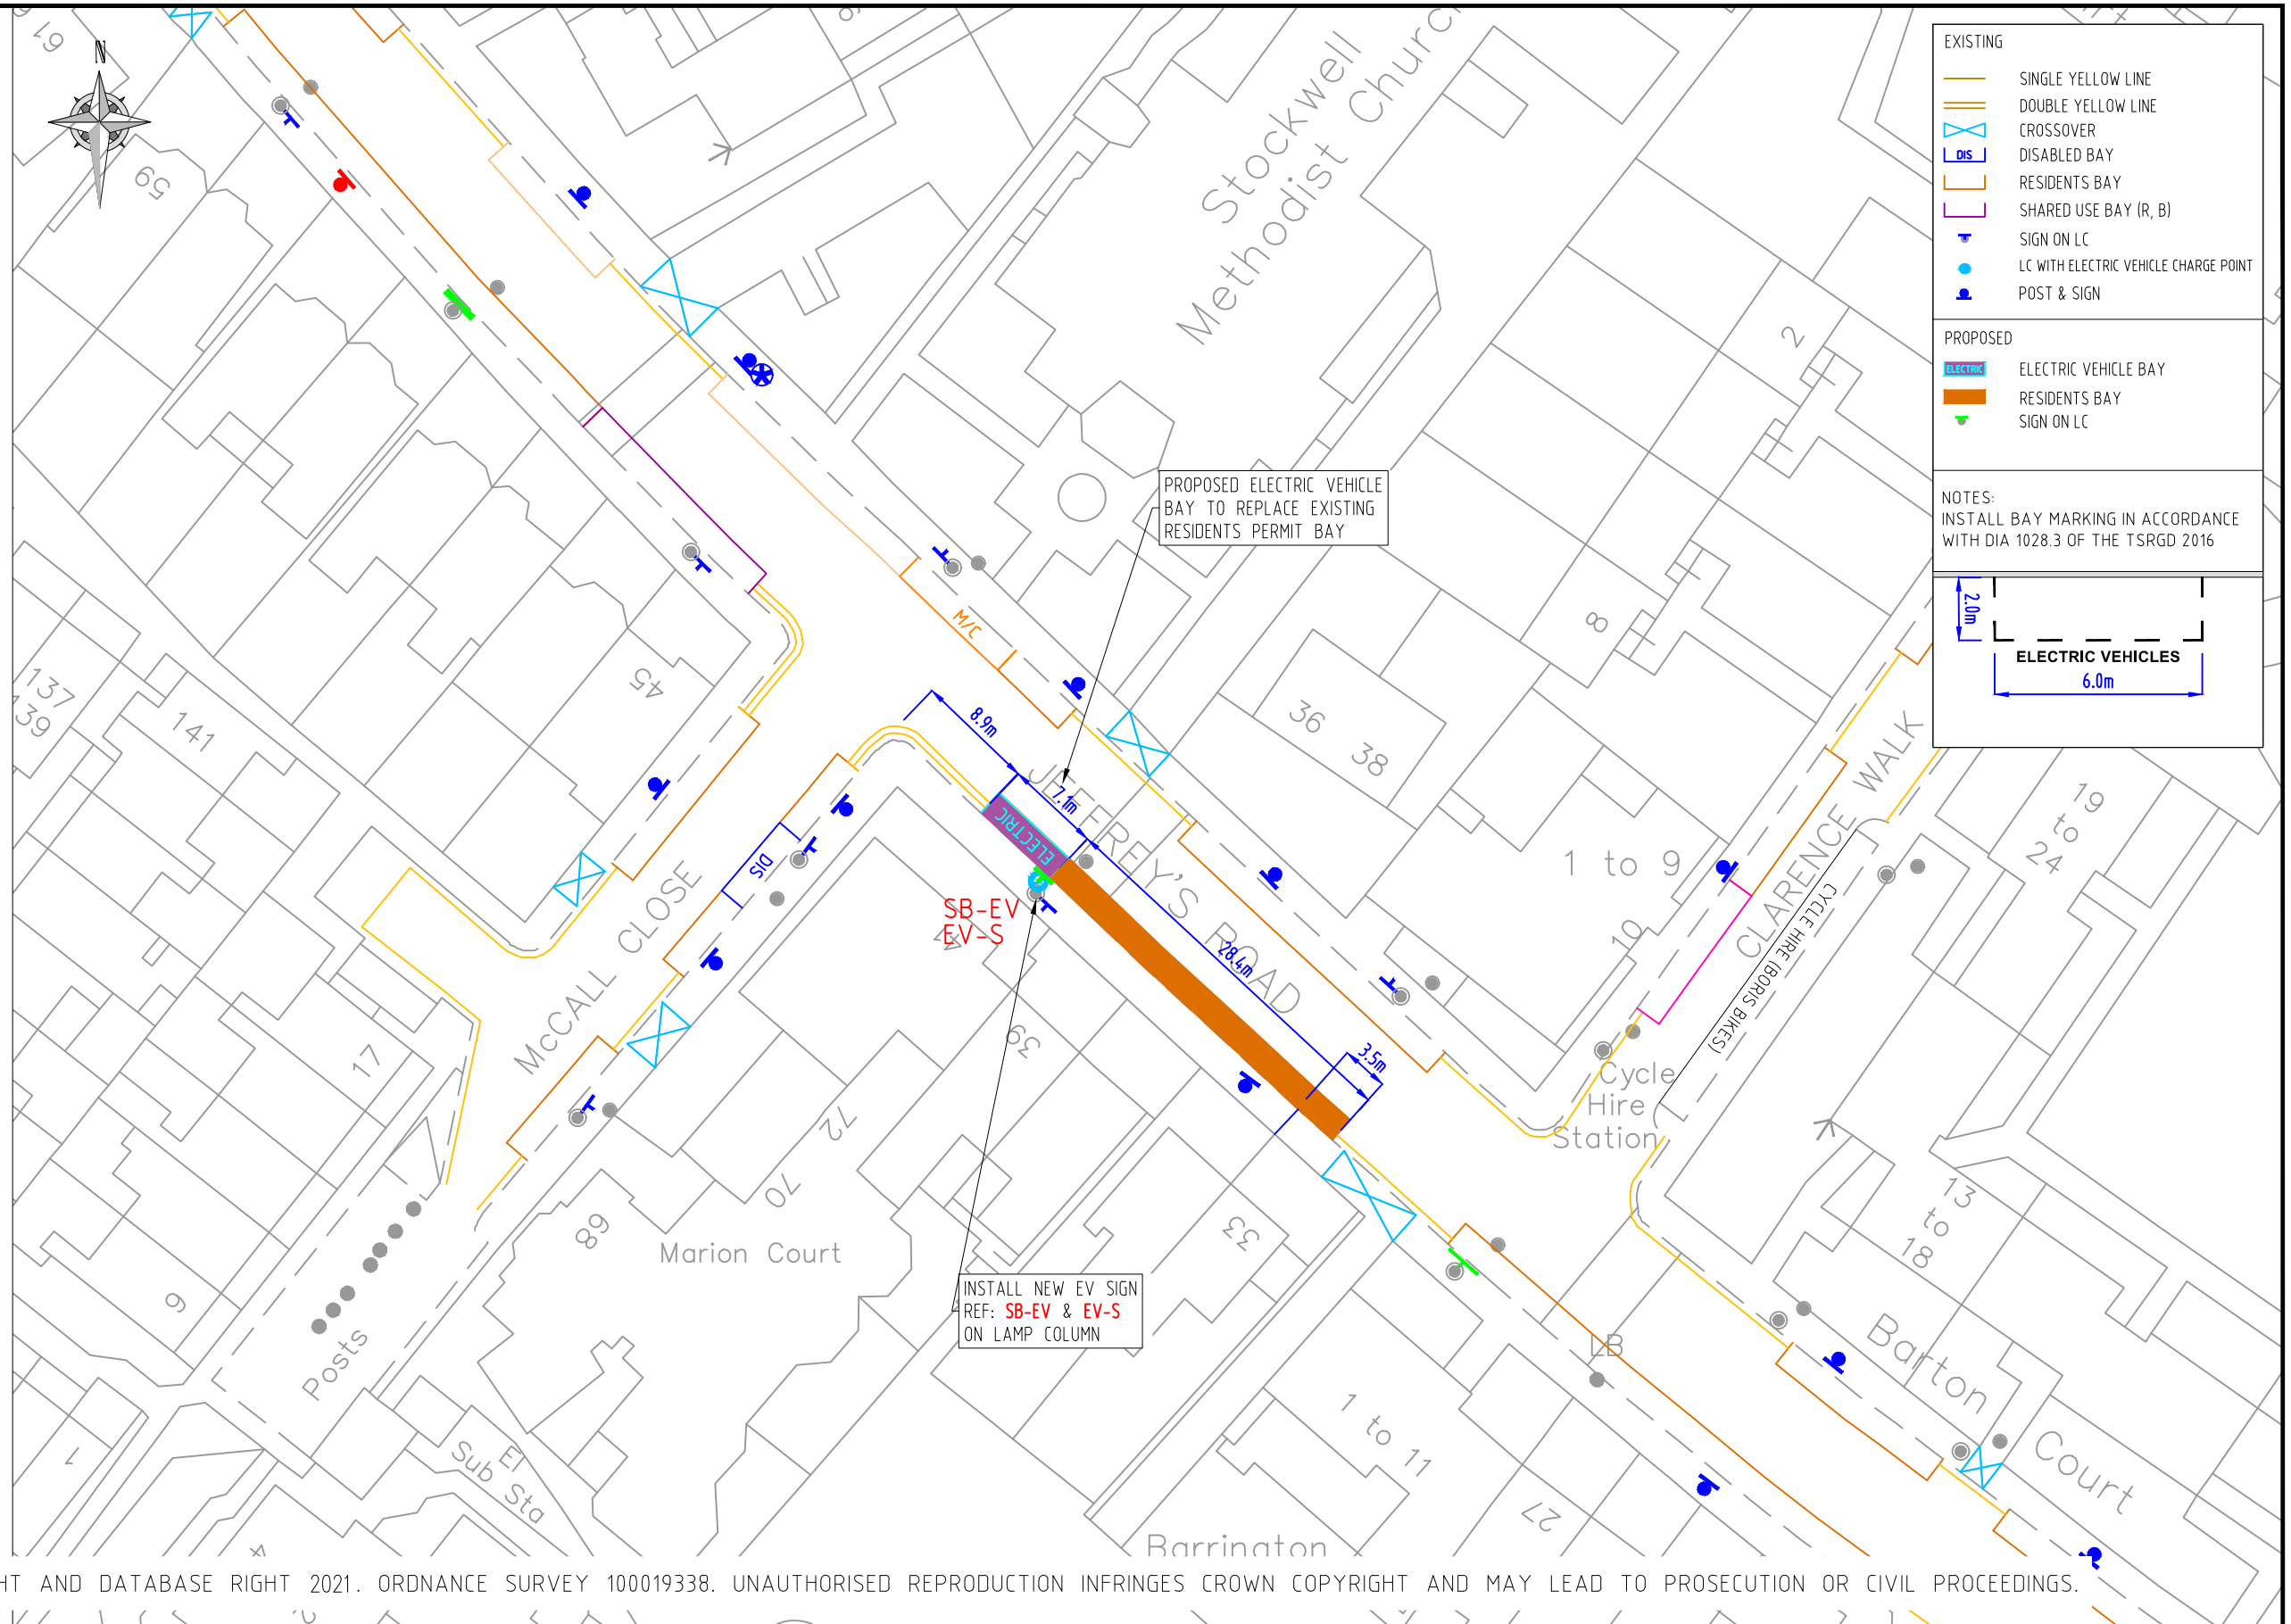 N
61
59
Stockwell
Methodist Churc
EXISTING
SINGLE YELLOW LINE
DOUBLE YELLOW LINE
CROSSOVER
DIS
DISABLED BAY
RESIDENTS BAY
SHARED USE BAY (R, B)
SIGN ON LC
LC WITH ELECTRIC VEHICLE CHARGE POINT
POST & SIGN
PROPOSED
ELECTRIC
ELECTRIC VEHICLE BAY
RESIDENTS BAY
SIGN ON LC
NOTES:
INSTALL BAY MARKING IN ACCORDANCE
WITH DIA 1028.3 OF THE TSRGD 2016
2.0m
ELECTRIC VEHICLES
6.0m
PROPOSED ELECTRIC VEHICLE
BAY TO REPLACE EXISTING
RESIDENTS PERMIT BAY
2
8
M/C
45
137
139
141
36
38
8.9m
7.1m
ELECTRIC
JEFFREY'S ROAD
28.4m
3.5m
DIS
McCALL CLOSE
SB-EV
EV-S
41
39
1 to 9
10
CLARENCE WALK
CYCLE HIRE (BORIS BIKES)
19
to
24
Cycle
Hire
Station
17
72
70
68
Marion Court
33
13
to
18
INSTALL NEW EV SIGN
REF: SB-EV & EV-S
ON LAMP COLUMN
9
Posts
LB
Barton Court
1 to 11
1
El
Sub Sta
27
Barrington
HT AND DATABASE RIGHT 2021. ORDNANCE SURVEY 100019338. UNAUTHORISED REPRODUCTION INFRINGES CROWN COPYRIGHT AND MAY LEAD TO PROSECUTION OR CIVIL PROCEEDINGS.